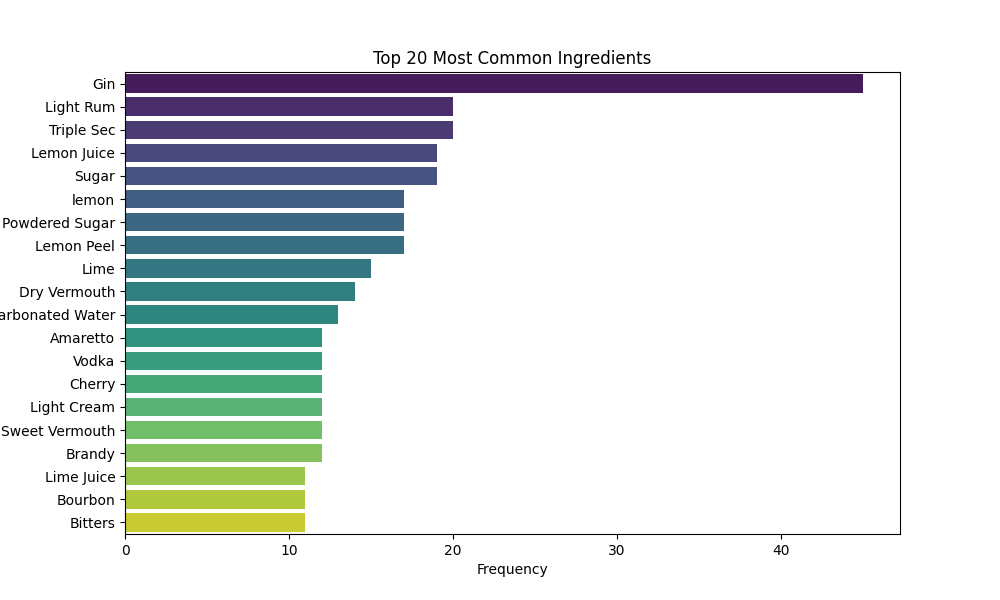 Top 20 Most Common Ingredients
Gin
Light Rum
Triple Sec
Lemon Juice
Sugar
lemon
Powdered Sugar
Lemon Peel
Lime
Dry Vermouth
arbonated Water
Amaretto
Vodka
Cherry
Light Cream
Sweet Vermouth
Brandy
Lime Juice
Bourbon
Bitters
0 10 20 30 40
Frequency